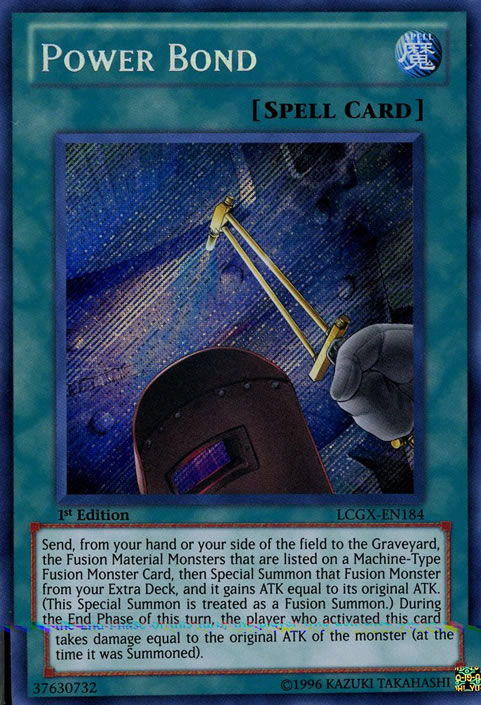 POWER BOND
SPELL
魔
[SPELL CARD]
1st Edition
LCGX-EN184
Send, from your hand or your side of the field to the Graveyard,
the Fusion Material Monsters that are listed on a Machine-Type
Fusion Monster Card, then Special Summon that Fusion Monster
from your Extra Deck, and it gains ATK equal to its original ATK.
(This Special Summon is treated as a Fusion Summon.) During
the End Phase of this turn, the player who activated this card
takes damage equal to the original ATK of the monster (at the
time it was Summoned).
37630732
©1996 KAZUKI TAKAHASHI